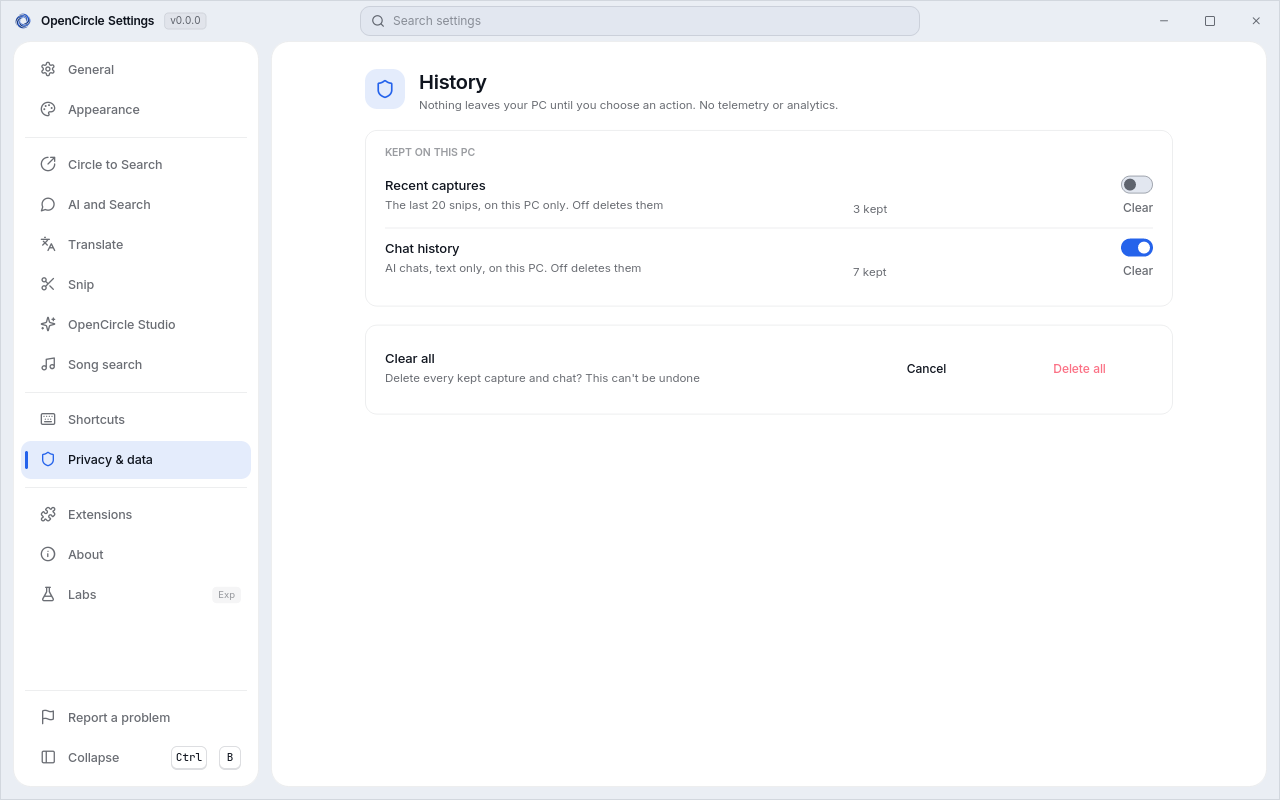 OpenCircle Settings v0.0.0
Search settings
General
Appearance
Circle to Search
AI and Search
Translate
Snip
OpenCircle Studio
Song search
Shortcuts
Privacy & data
Extensions
About
Labs Exp
Report a problem
Collapse Ctrl B
History
Nothing leaves your PC until you choose an action. No telemetry or analytics.
KEPT ON THIS PC
Recent captures
The last 20 snips, on this PC only. Off deletes them
3 kept
Clear
Chat history
AI chats, text only, on this PC. Off deletes them
7 kept
Clear
Clear all
Delete every kept capture and chat? This can't be undone
Cancel
Delete all